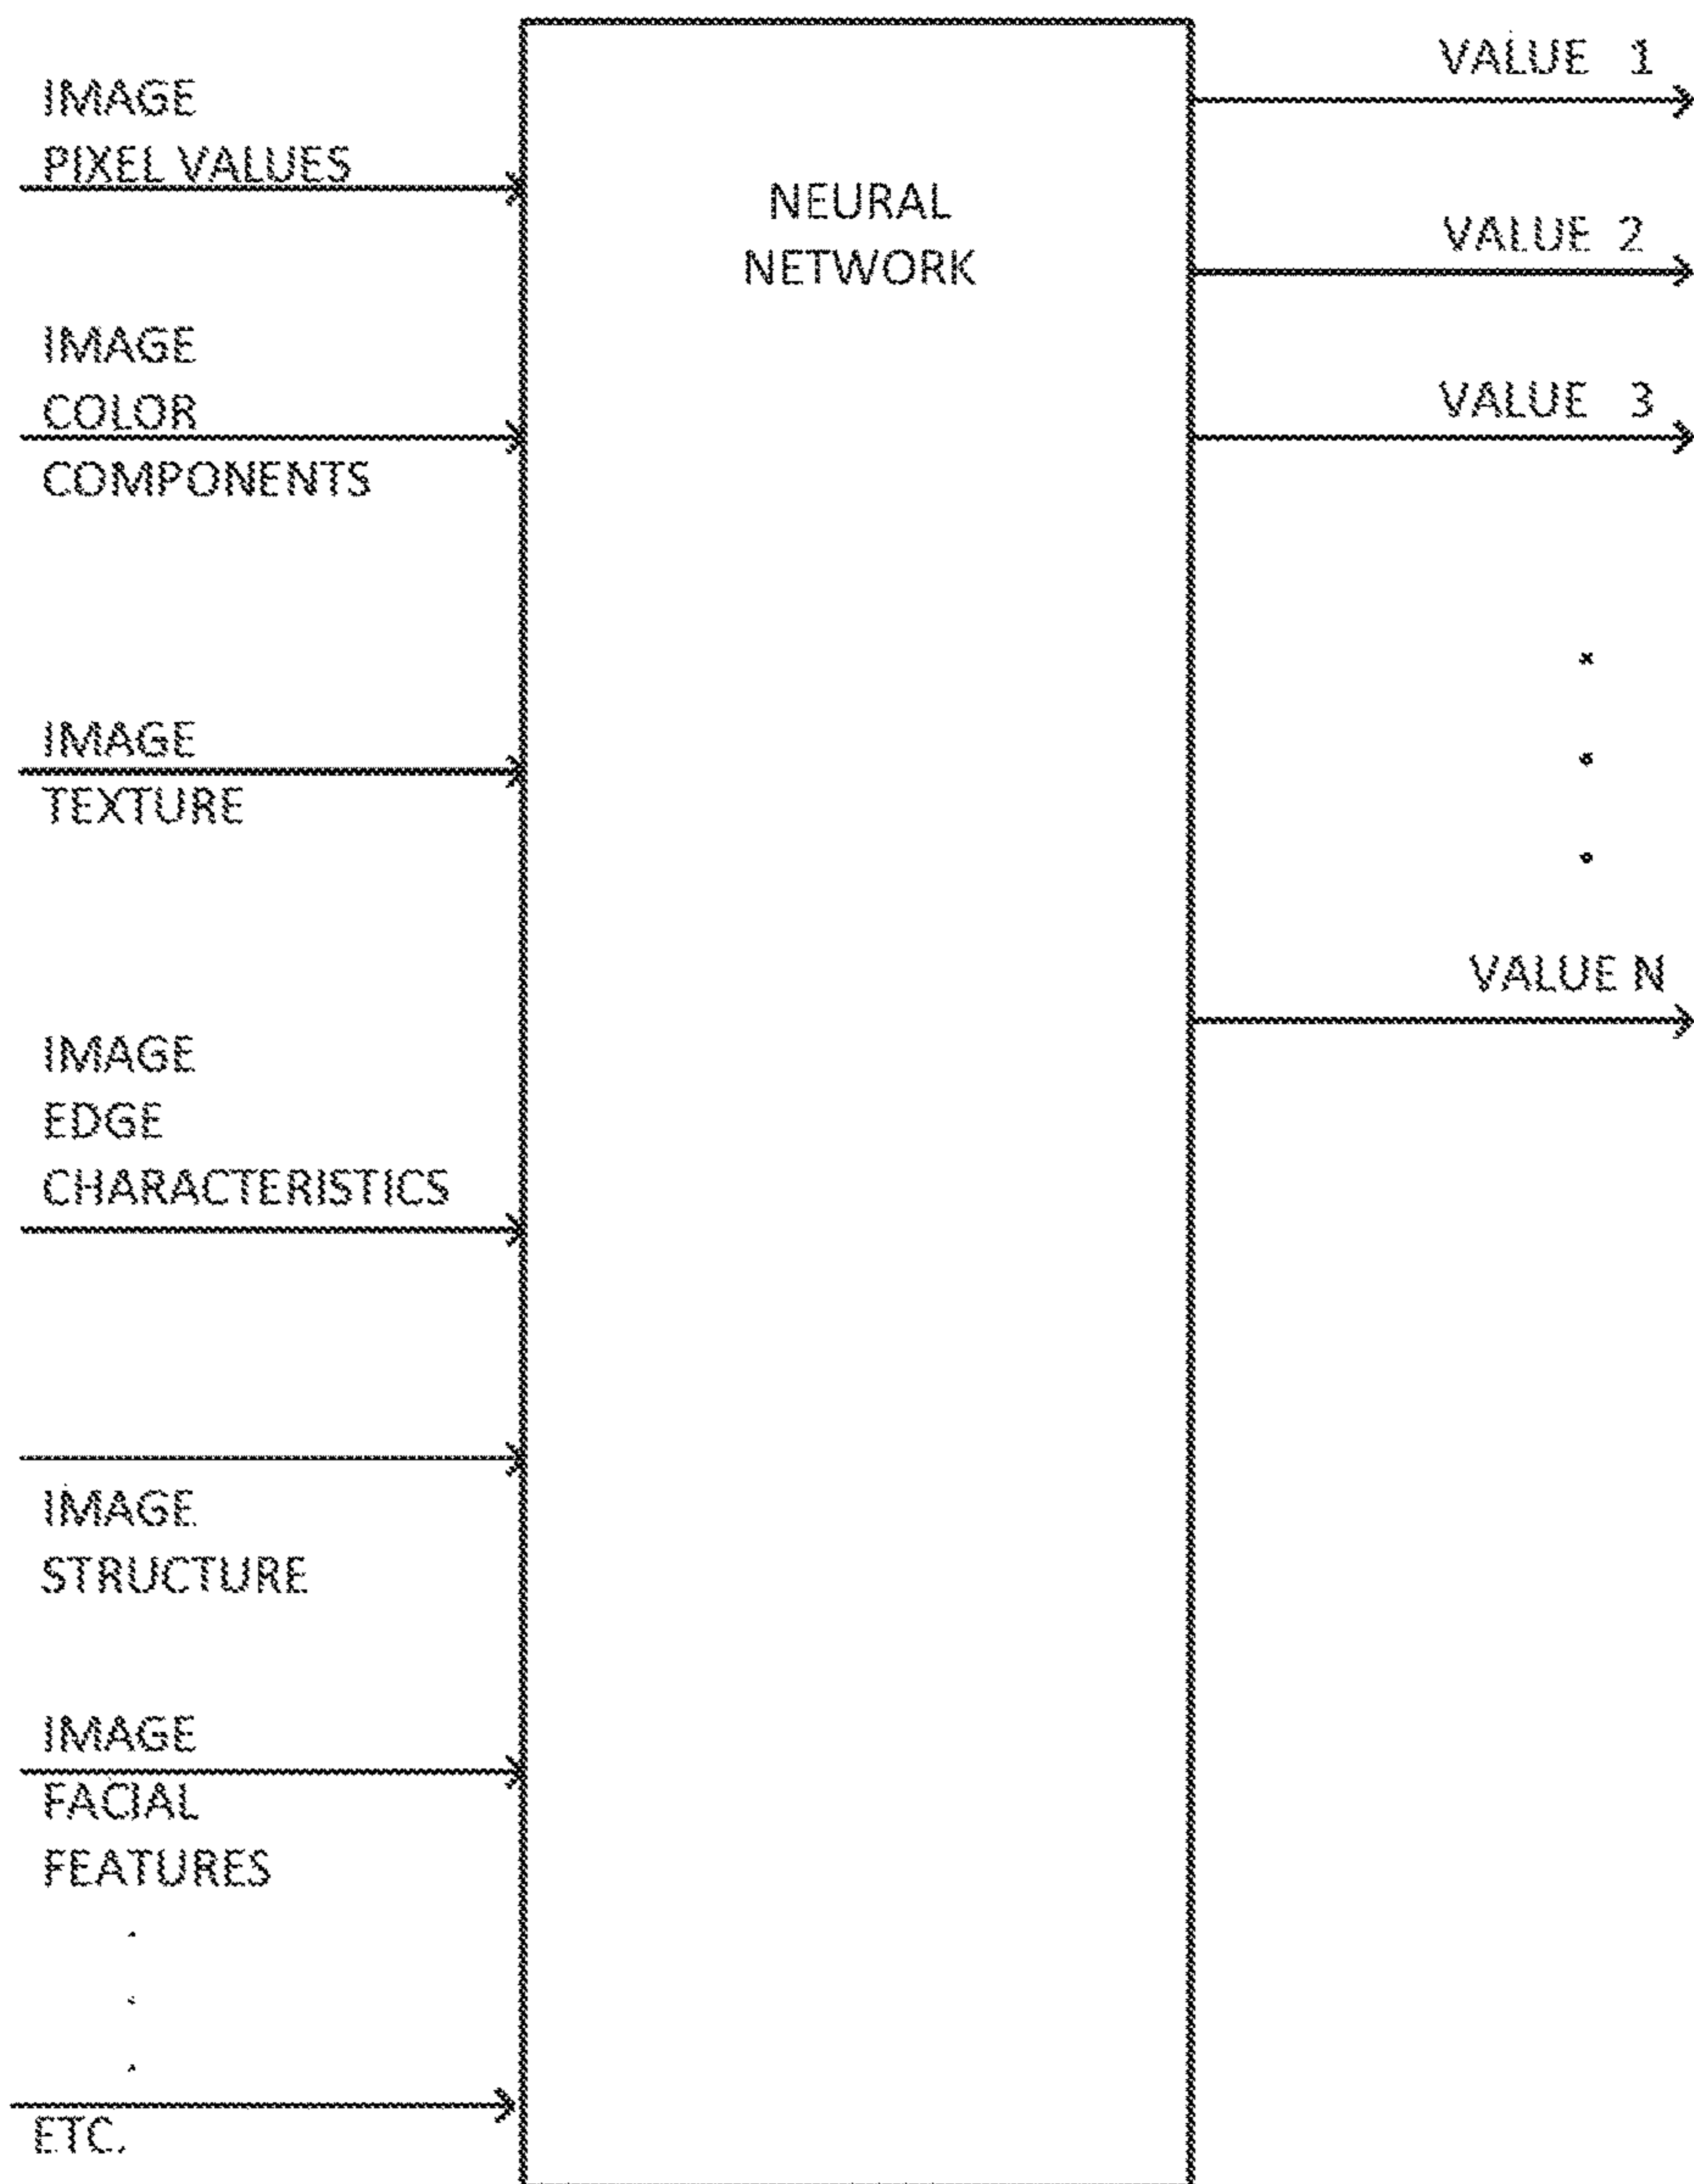 IMAGE
PIXEL VALUES
IMAGE
COLOR
COMPONENTS
IMAGE
TEXTURE
IMAGE
EDGE
CHARACTERISTICS
IMAGE
STRUCTURE
IMAGE
FACIAL
FEATURES
ETC.
NEURAL
NETWORK
VALUE 1
VALUE 2
VALUE 3
VALUE N